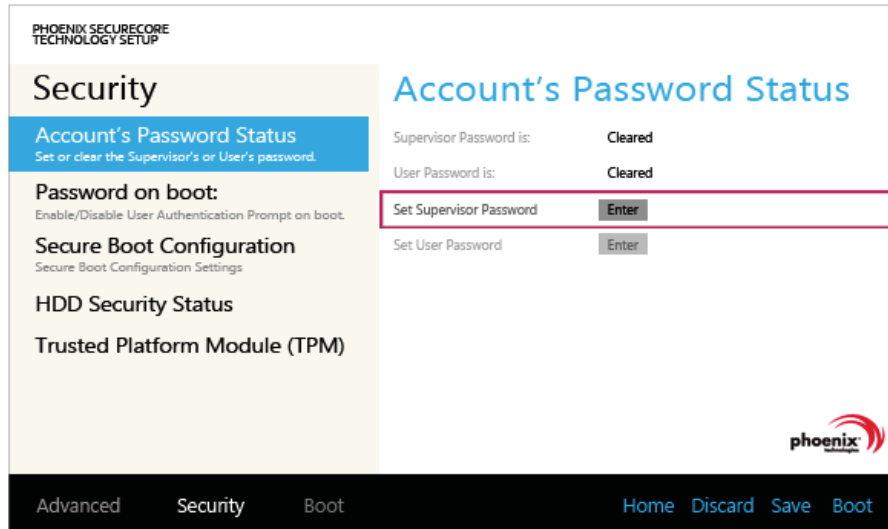 PHOENIX SECURECORE
TECHNOLOGY SETUP
Security
Account's Password Status
Set or clear the Supervisor's or User's password.
Password on boot:
Enable/Disable User Authentication Prompt on boot.
Secure Boot Configuration
Secure Boot Configuration Settings
HDD Security Status
Trusted Platform Module (TPM)
Account's Password Status
Supervisor Password is: Cleared
User Password is: Cleared
Set Supervisor Password Enter
Set User Password Enter
phoenix
technologies
Advanced Security Boot Home Discard Save Boot